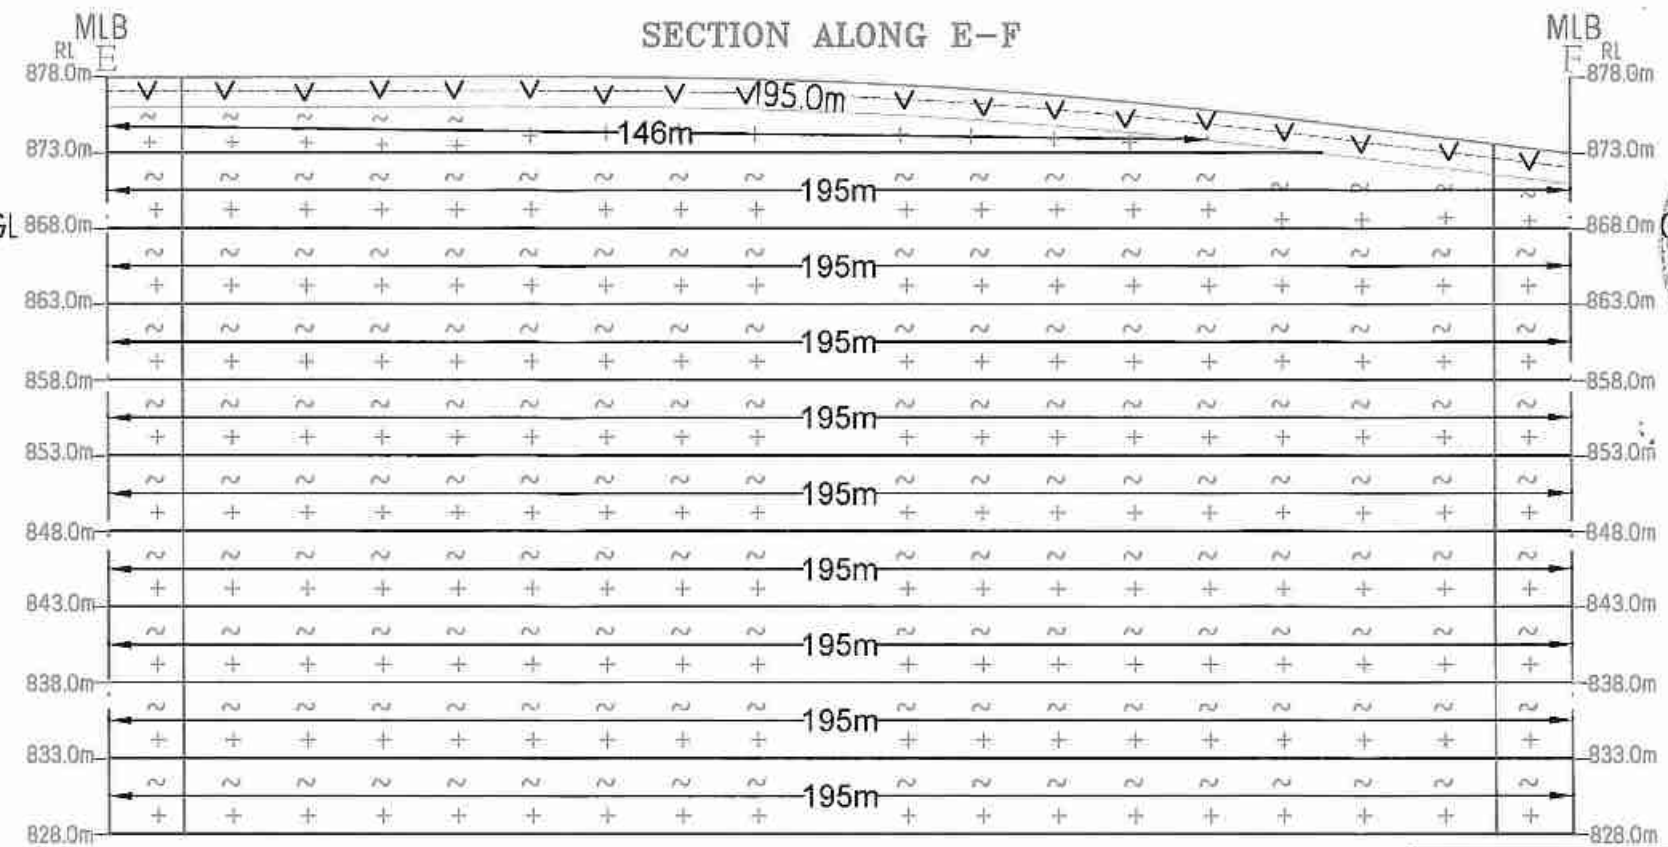 MLB SECTION ALONG E-F MLB
RL E F RL
878.0m 878.0m
195.0m
146m
873.0m 873.0m
195m
GL 868.0m 868.0m
195m
863.0m 863.0m
195m
858.0m 858.0m
195m
853.0m 853.0m
195m
848.0m 848.0m
195m
843.0m 843.0m
195m
838.0m 838.0m
195m
833.0m 833.0m
195m
828.0m 828.0m